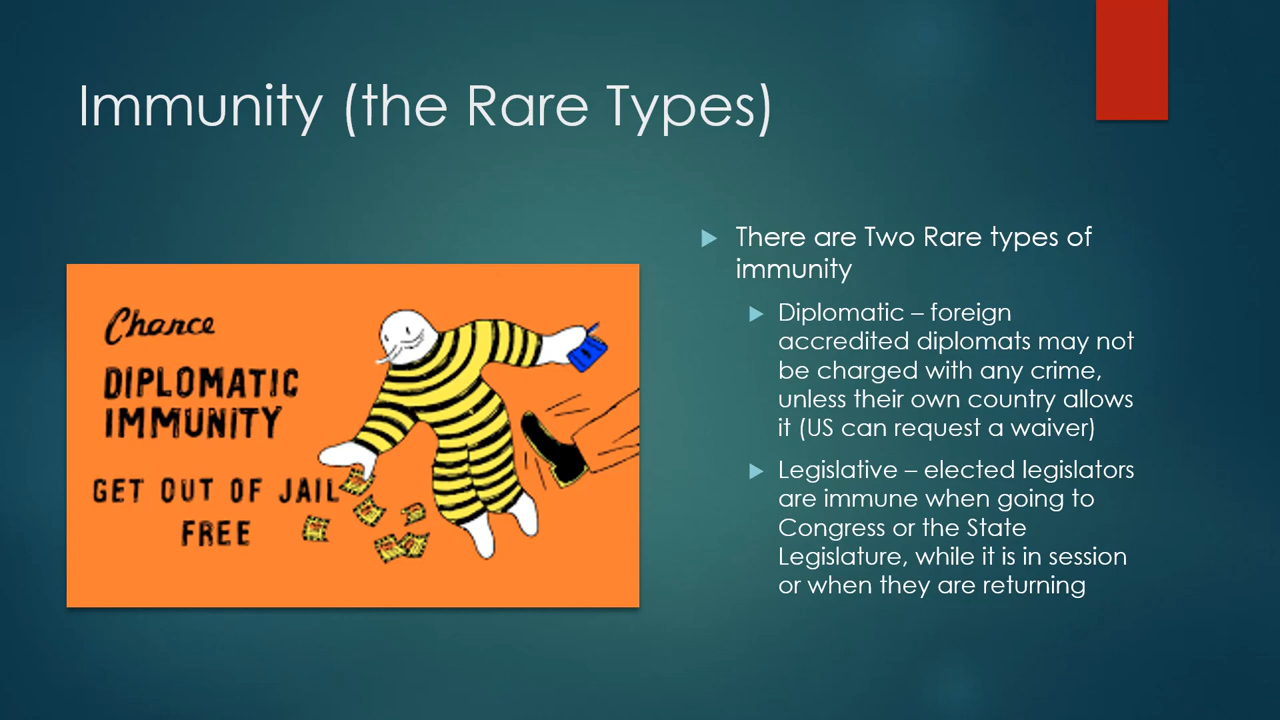 Immunity (the Rare Types)
Chance
DIPLOMATIC
IMMUNITY
GET OUT OF JAIL
FREE
There are Two Rare types of
immunity
Diplomatic – foreign
accredited diplomats may not
be charged with any crime,
unless their own country allows
it (US can request a waiver)
Legislative – elected legislators
are immune when going to
Congress or the State
Legislature, while it is in session
or when they are returning